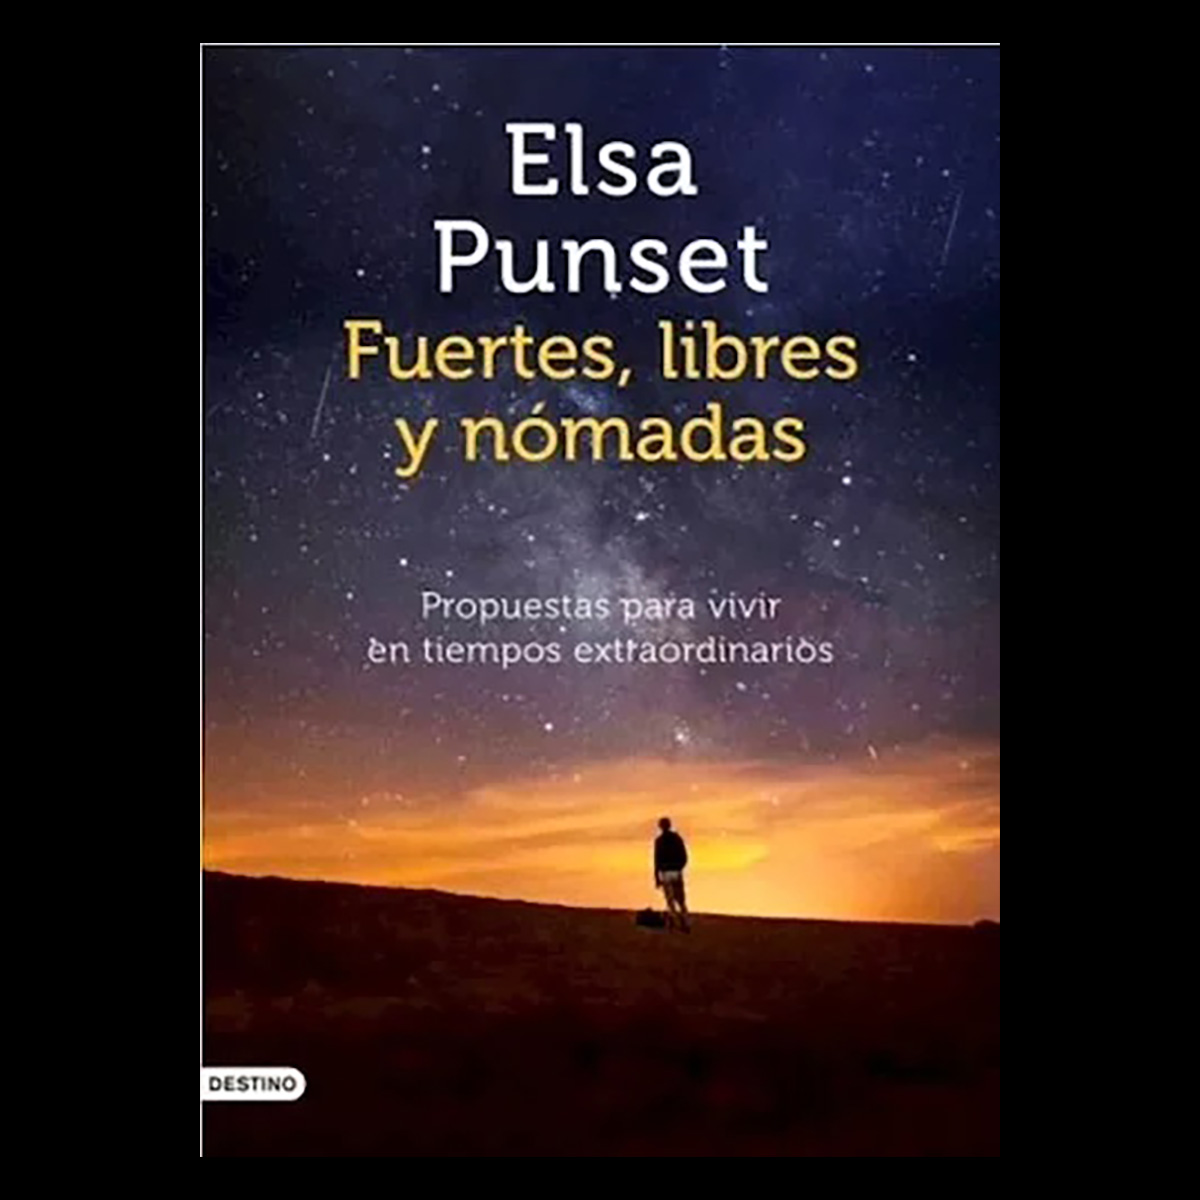 Elsa
Punset
Fuertes, libres
y nómadas
Propuestas para vivir
en tiempos extraordinarios
DESTINO